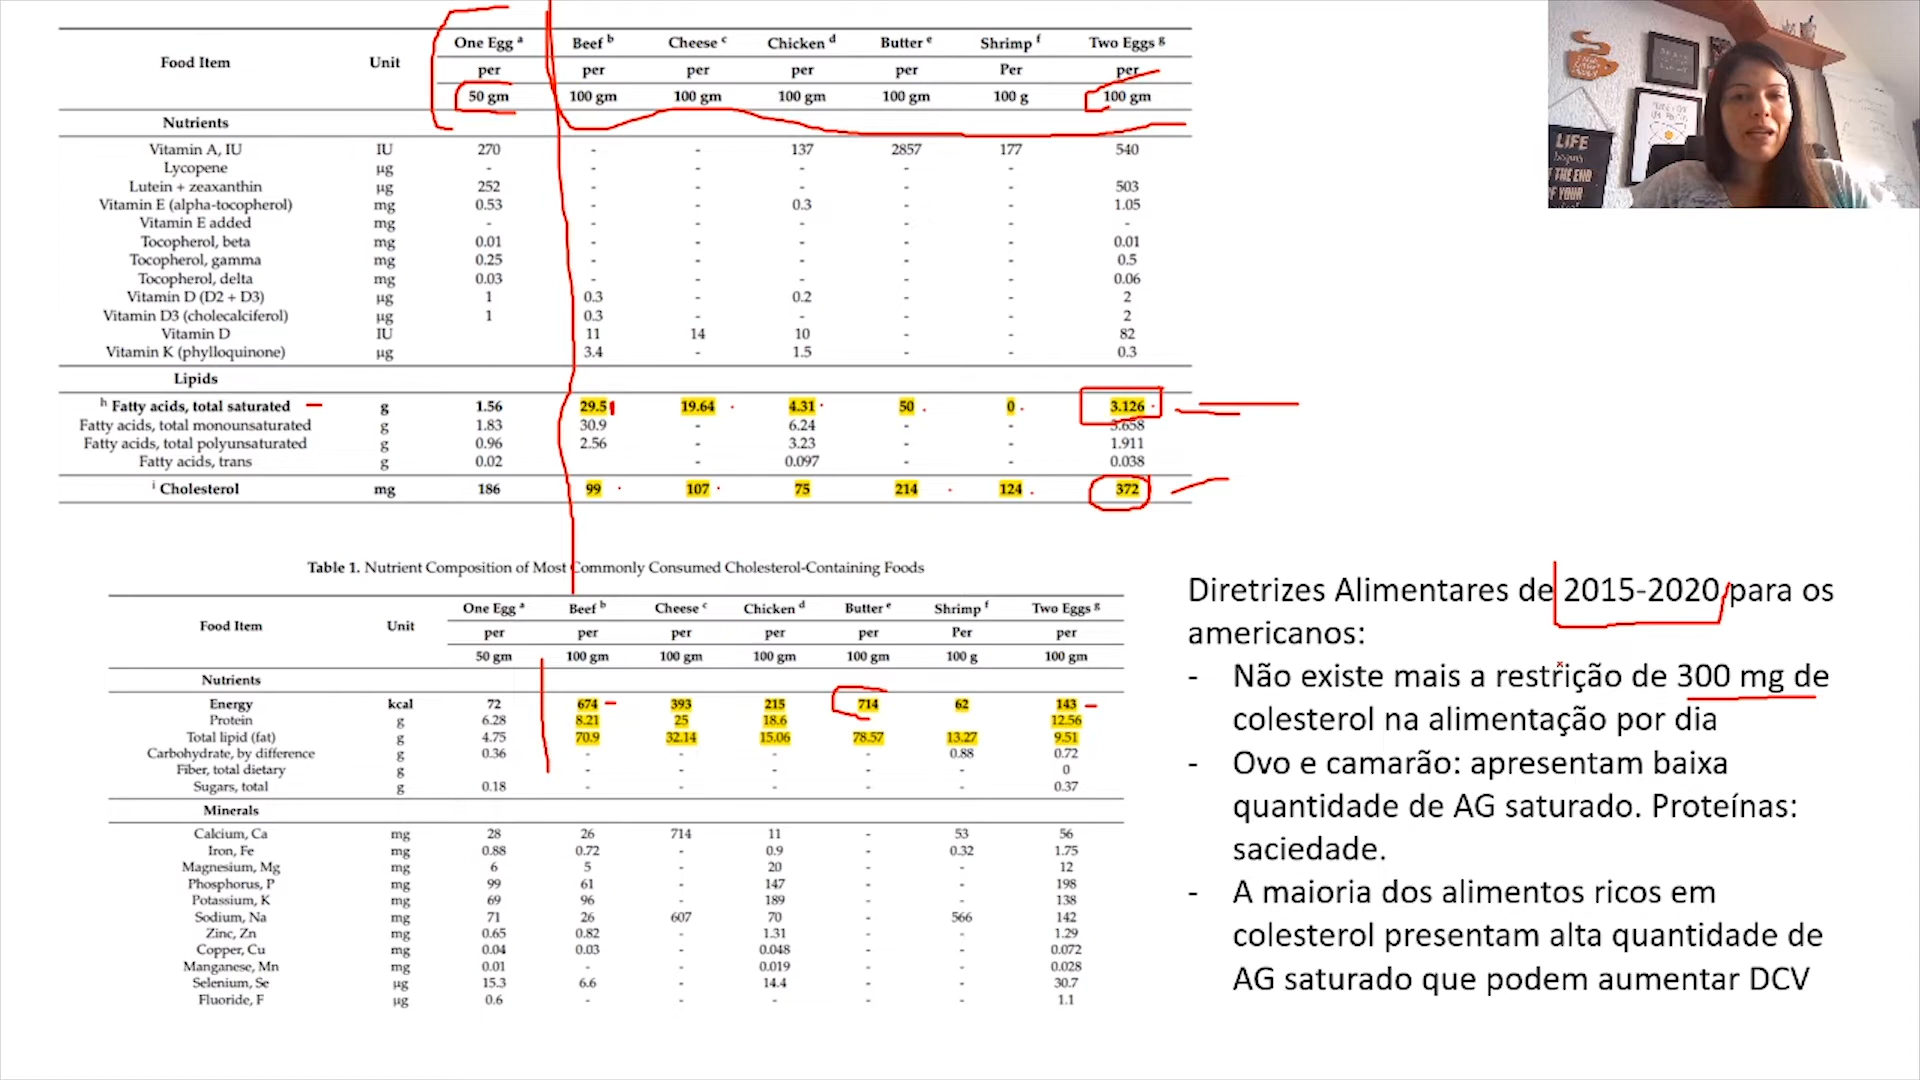 Food Item Unit One Egg a Beef b Cheese c Chicken d Butter e Shrimp f Two Eggs g
per per per per per Per per
50 gm 100 gm 100 gm 100 gm 100 gm 100 g 100 gm
Nutrients
Vitamin A, IU IU 270 - - 137 2857 177 540
Lycopene µg - - - - - - -
Lutein + zeaxanthin µg 252 - - - - - 503
Vitamin E (alpha-tocopherol) mg 0.53 - - 0.3 - - 1.05
Vitamin E added mg - - - - - - -
Tocopherol, beta mg 0.01 - - - - - 0.01
Tocopherol, gamma mg 0.25 - - - - - 0.5
Tocopherol, delta mg 0.03 - - - - - 0.06
Vitamin D (D2 + D3) µg 1 0.3 - 0.2 - - 2
Vitamin D3 (cholecalciferol) µg 1 0.3 - - - - 2
Vitamin D IU 11 14 10 - - 82
Vitamin K (phylloquinone) µg 3.4 - 1.5 - - 0.3
Lipids
h Fatty acids, total saturated g 1.56 29.5 19.64 4.31 50 0 3.126
Fatty acids, total monounsaturated g 1.83 30.9 - 6.24 - - 3.658
Fatty acids, total polyunsaturated g 0.96 2.56 - 3.23 - - 1.911
Fatty acids, trans g 0.02 - 0.097 - - 0.038
i Cholesterol mg 186 99 107 75 214 124 372
Table 1. Nutrient Composition of Most Commonly Consumed Cholesterol-Containing Foods
Food Item Unit One Egg a Beef b Cheese c Chicken d Butter e Shrimp f Two Eggs g
per per per per per Per per
50 gm 100 gm 100 gm 100 gm 100 gm 100 g 100 gm
Nutrients
Energy kcal 72 674 393 215 714 62 143
Protein g 6.28 8.21 25 18.6 12.56
Total lipid (fat) g 4.75 70.9 32.14 15.06 78.57 13.27 9.51
Carbohydrate, by difference g 0.36 - - - - 0.88 0.72
Fiber, total dietary g - - - - - 0
Sugars, total g 0.18 - - - - - 0.37
Minerals
Calcium, Ca mg 28 26 714 11 - 53 56
Iron, Fe mg 0.88 0.72 - 0.9 - 0.32 1.75
Magnesium, Mg mg 6 5 - 20 - - 12
Phosphorus, P mg 99 61 - 147 - - 198
Potassium, K mg 69 96 - 189 - - 138
Sodium, Na mg 71 26 607 70 - 566 142
Zinc, Zn mg 0.65 0.82 - 1.31 - - 1.29
Copper, Cu mg 0.04 0.03 - 0.048 - - 0.072
Manganese, Mn mg 0.01 - - 0.019 - - 0.028
Selenium, Se µg 15.3 6.6 - 14.4 - - 30.7
Fluoride, F µg 0.6 - - - - - 1.1
Diretrizes Alimentares de 2015-2020 para os
americanos:
- Não existe mais a restrição de 300 mg de
colesterol na alimentação por dia
- Ovo e camarão: apresentam baixa
quantidade de AG saturado. Proteínas:
saciedade.
- A maioria dos alimentos ricos em
colesterol presentam alta quantidade de
AG saturado que podem aumentar DCV
LIFE
begins
AT THE END
OF YOUR